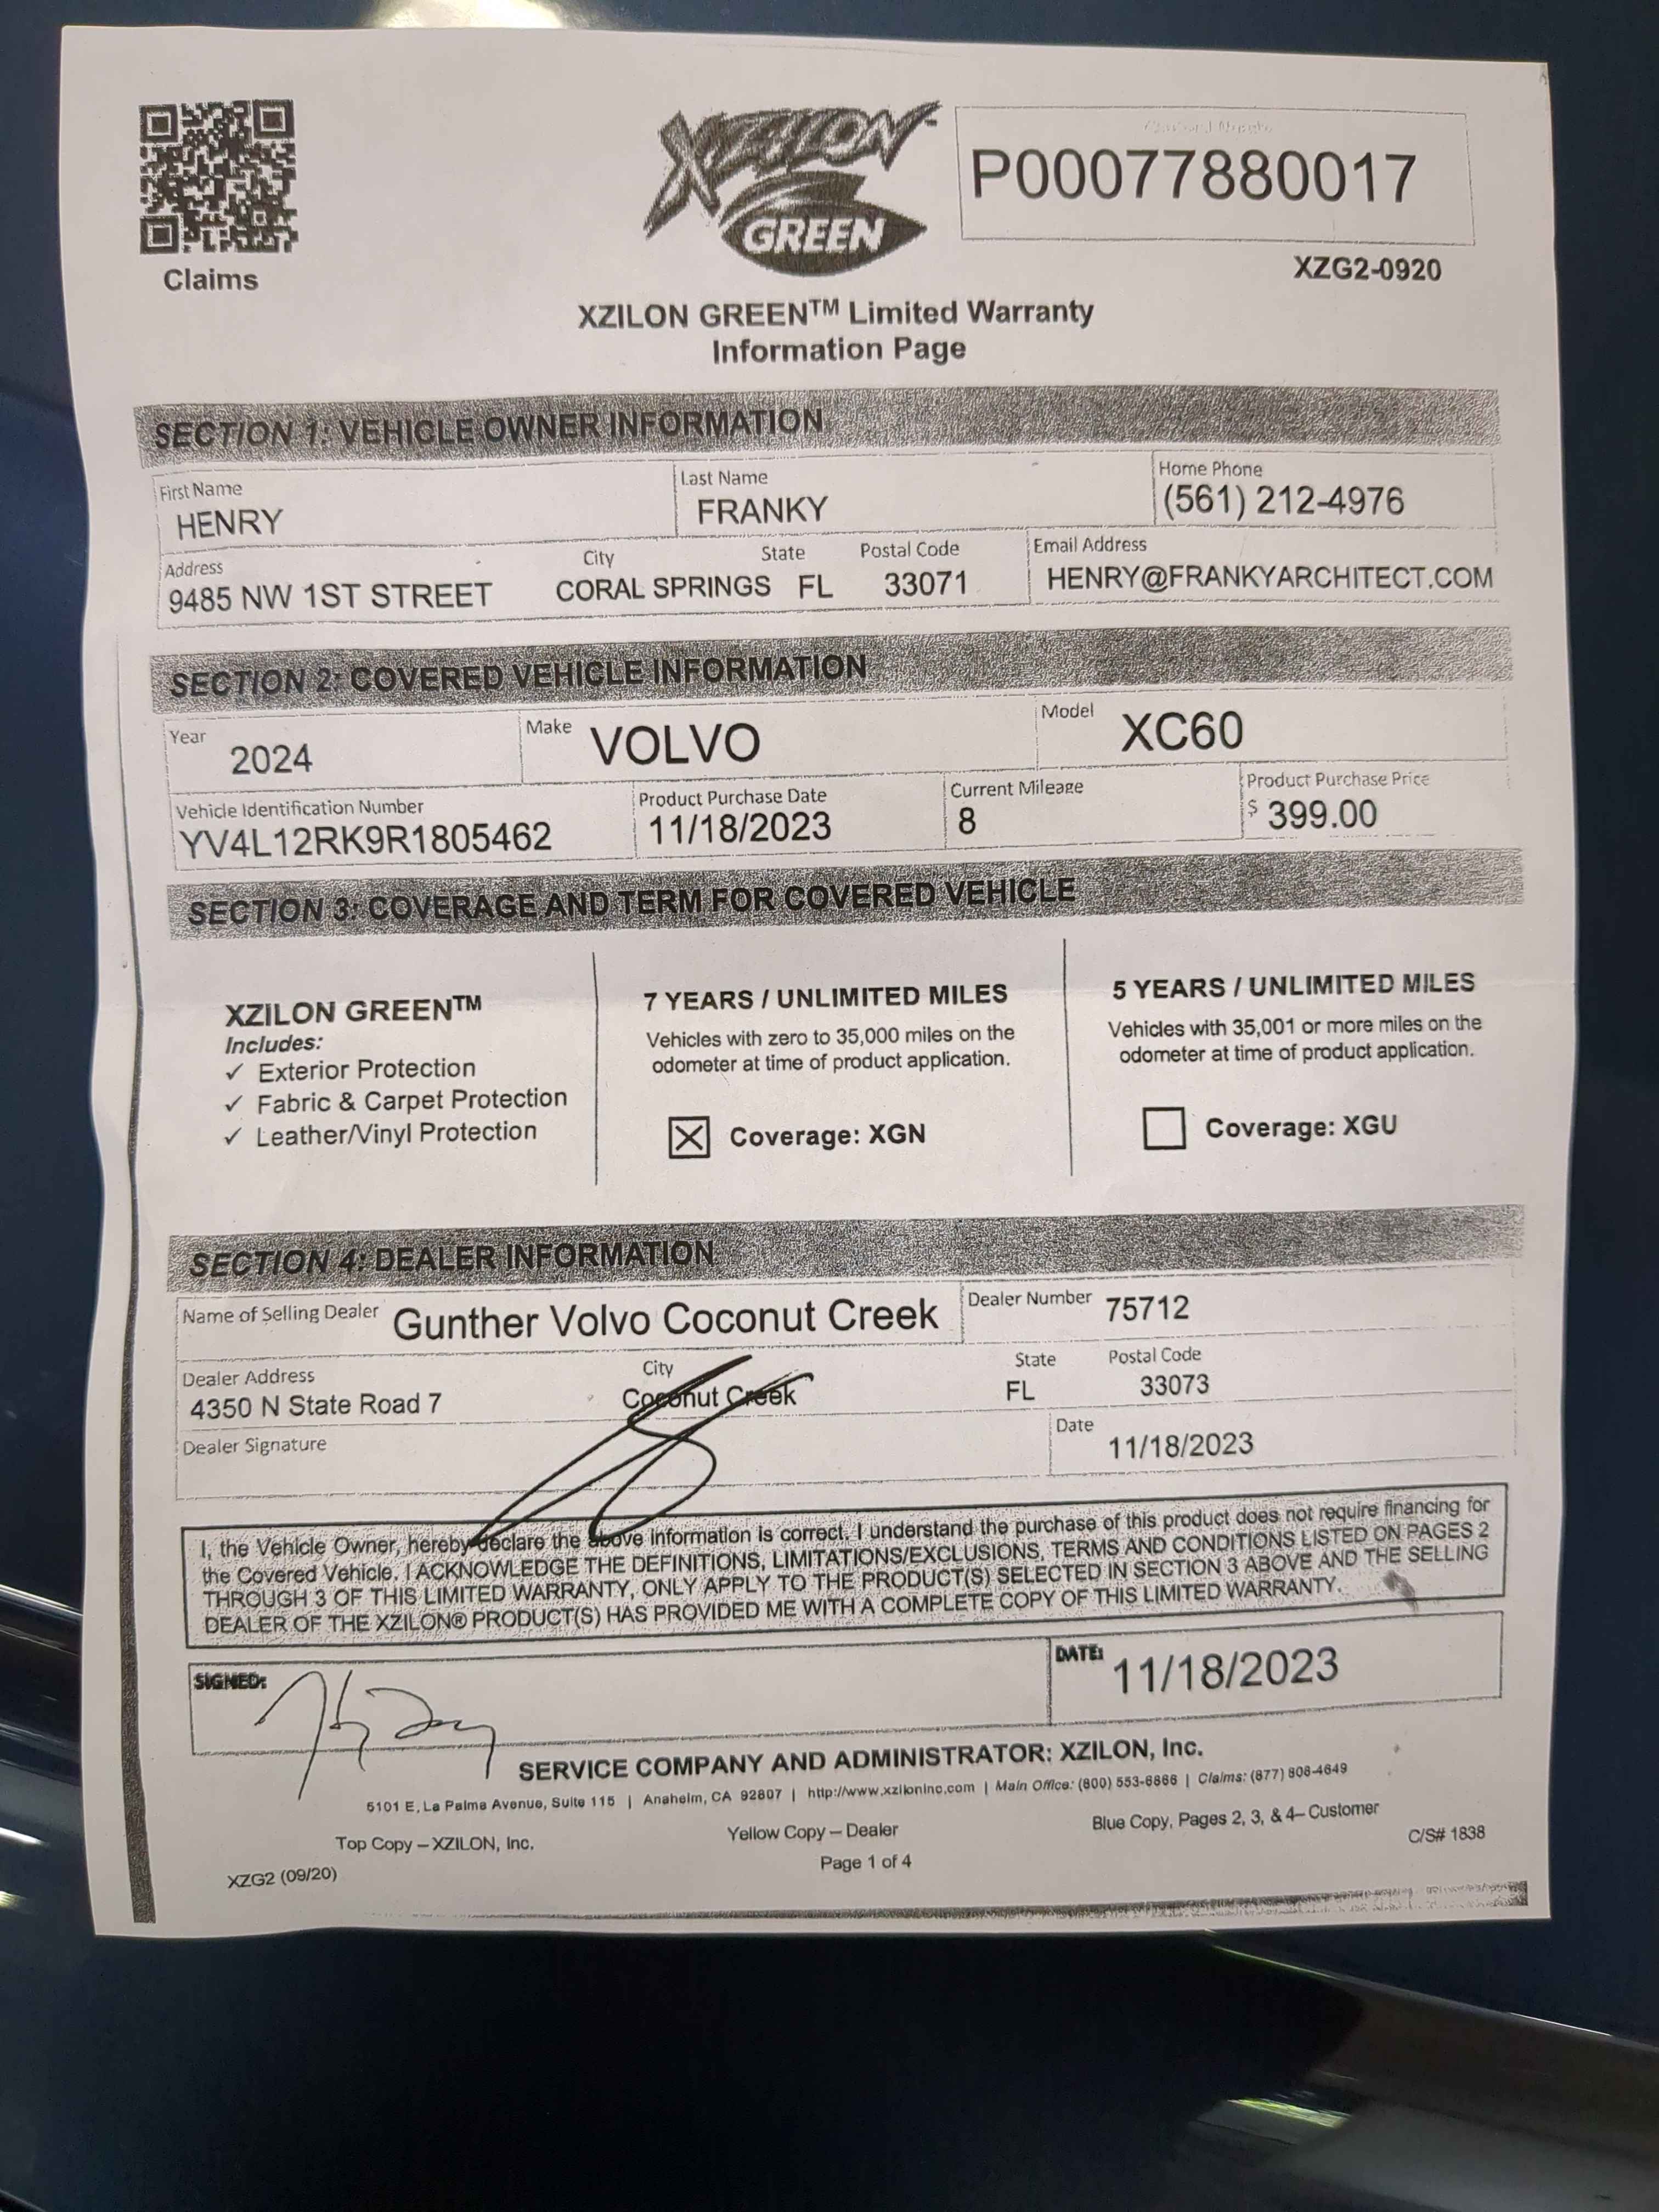 XZILON
GREEN
P00077880017
XZG2-0920
Claims
XZILON GREEN™ Limited Warranty
Information Page
SECTION 1: VEHICLE OWNER INFORMATION
First Name Last Name Home Phone
HENRY FRANKY (561) 212-4976
Address City State Postal Code Email Address
9485 NW 1ST STREET CORAL SPRINGS FL 33071 HENRY@FRANKYARCHITECT.COM
SECTION 2: COVERED VEHICLE INFORMATION
Year 2024 Make VOLVO Model XC60
Vehicle Identification Number Product Purchase Date Current Mileage Product Purchase Price
YV4L12RK9R1805462 11/18/2023 8 $ 399.00
SECTION 3: COVERAGE AND TERM FOR COVERED VEHICLE
XZILON GREEN™
Includes:
✓ Exterior Protection
✓ Fabric & Carpet Protection
✓ Leather/Vinyl Protection
7 YEARS / UNLIMITED MILES
Vehicles with zero to 35,000 miles on the
odometer at time of product application.
☒ Coverage: XGN
5 YEARS / UNLIMITED MILES
Vehicles with 35,001 or more miles on the
odometer at time of product application.
☐ Coverage: XGU
SECTION 4: DEALER INFORMATION
Name of Selling Dealer Gunther Volvo Coconut Creek Dealer Number 75712
Dealer Address City State Postal Code
4350 N State Road 7 Coconut Creek FL 33073
Dealer Signature Date 11/18/2023
I, the Vehicle Owner, hereby declare the above information is correct. I understand the purchase of this product does not require financing for
the Covered Vehicle. I ACKNOWLEDGE THE DEFINITIONS, LIMITATIONS/EXCLUSIONS, TERMS AND CONDITIONS LISTED ON PAGES 2
THROUGH 3 OF THIS LIMITED WARRANTY, ONLY APPLY TO THE PRODUCT(S) SELECTED IN SECTION 3 ABOVE AND THE SELLING
DEALER OF THE XZILON® PRODUCT(S) HAS PROVIDED ME WITH A COMPLETE COPY OF THIS LIMITED WARRANTY.
SIGNED: DATE: 11/18/2023
SERVICE COMPANY AND ADMINISTRATOR: XZILON, Inc.
5101 E. La Palma Avenue, Suite 115 | Anaheim, CA 92807 | http://www.xziloninc.com | Main Office: (800) 553-6866 | Claims: (877) 808-4649
Top Copy – XZILON, Inc. Yellow Copy – Dealer Blue Copy, Pages 2, 3, & 4– Customer
XZG2 (09/20) Page 1 of 4 C/S# 1838